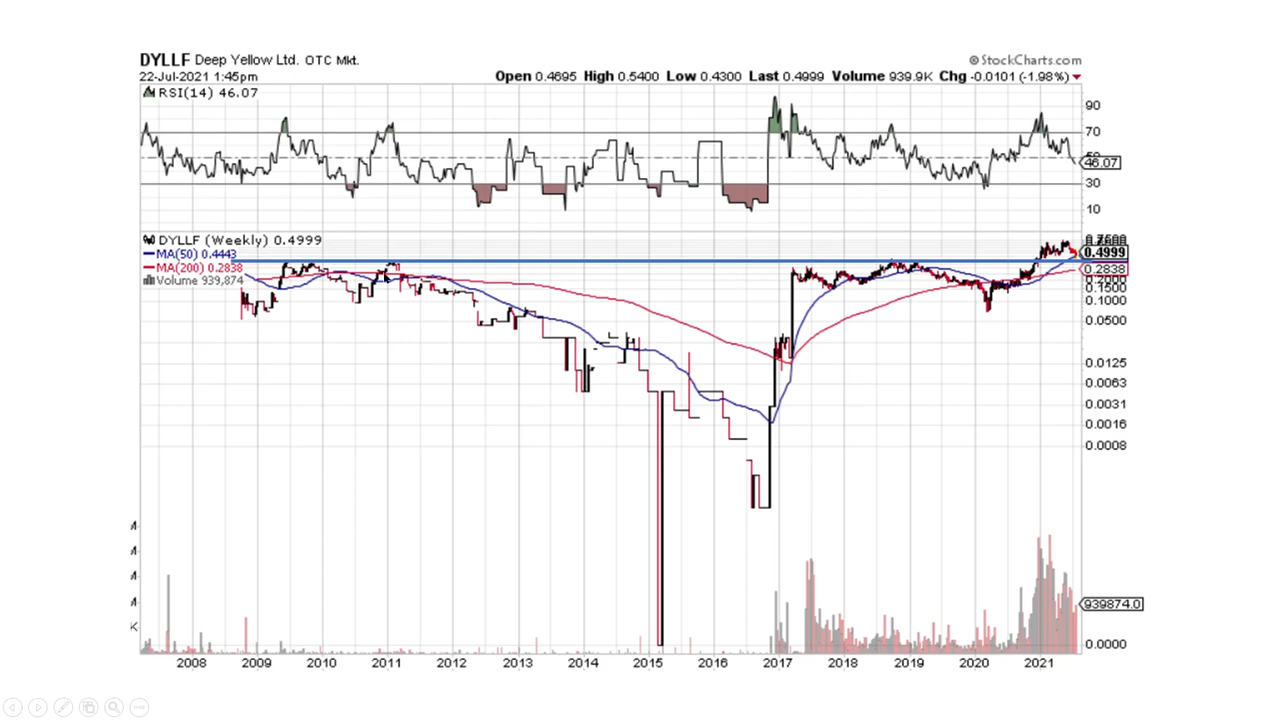 DYLLF Deep Yellow Ltd. OTC Mkt.
© StockCharts.com
22-Jul-2021 1:45pm
Open 0.4695 High 0.5400 Low 0.4300 Last 0.4999 Volume 939.9K Chg -0.0101 (-1.98%)
RSI(14) 46.07
90
70
46.07
30
10
DYLLF (Weekly) 0.4999
MA(50) 0.4443
MA(200) 0.2838
Volume 939,874
0.4999
0.2838
0.1500
0.1000
0.0500
0.0125
0.0063
0.0031
0.0016
0.0008
939874.0
0.0000
2008 2009 2010 2011 2012 2013 2014 2015 2016 2017 2018 2019 2020 2021